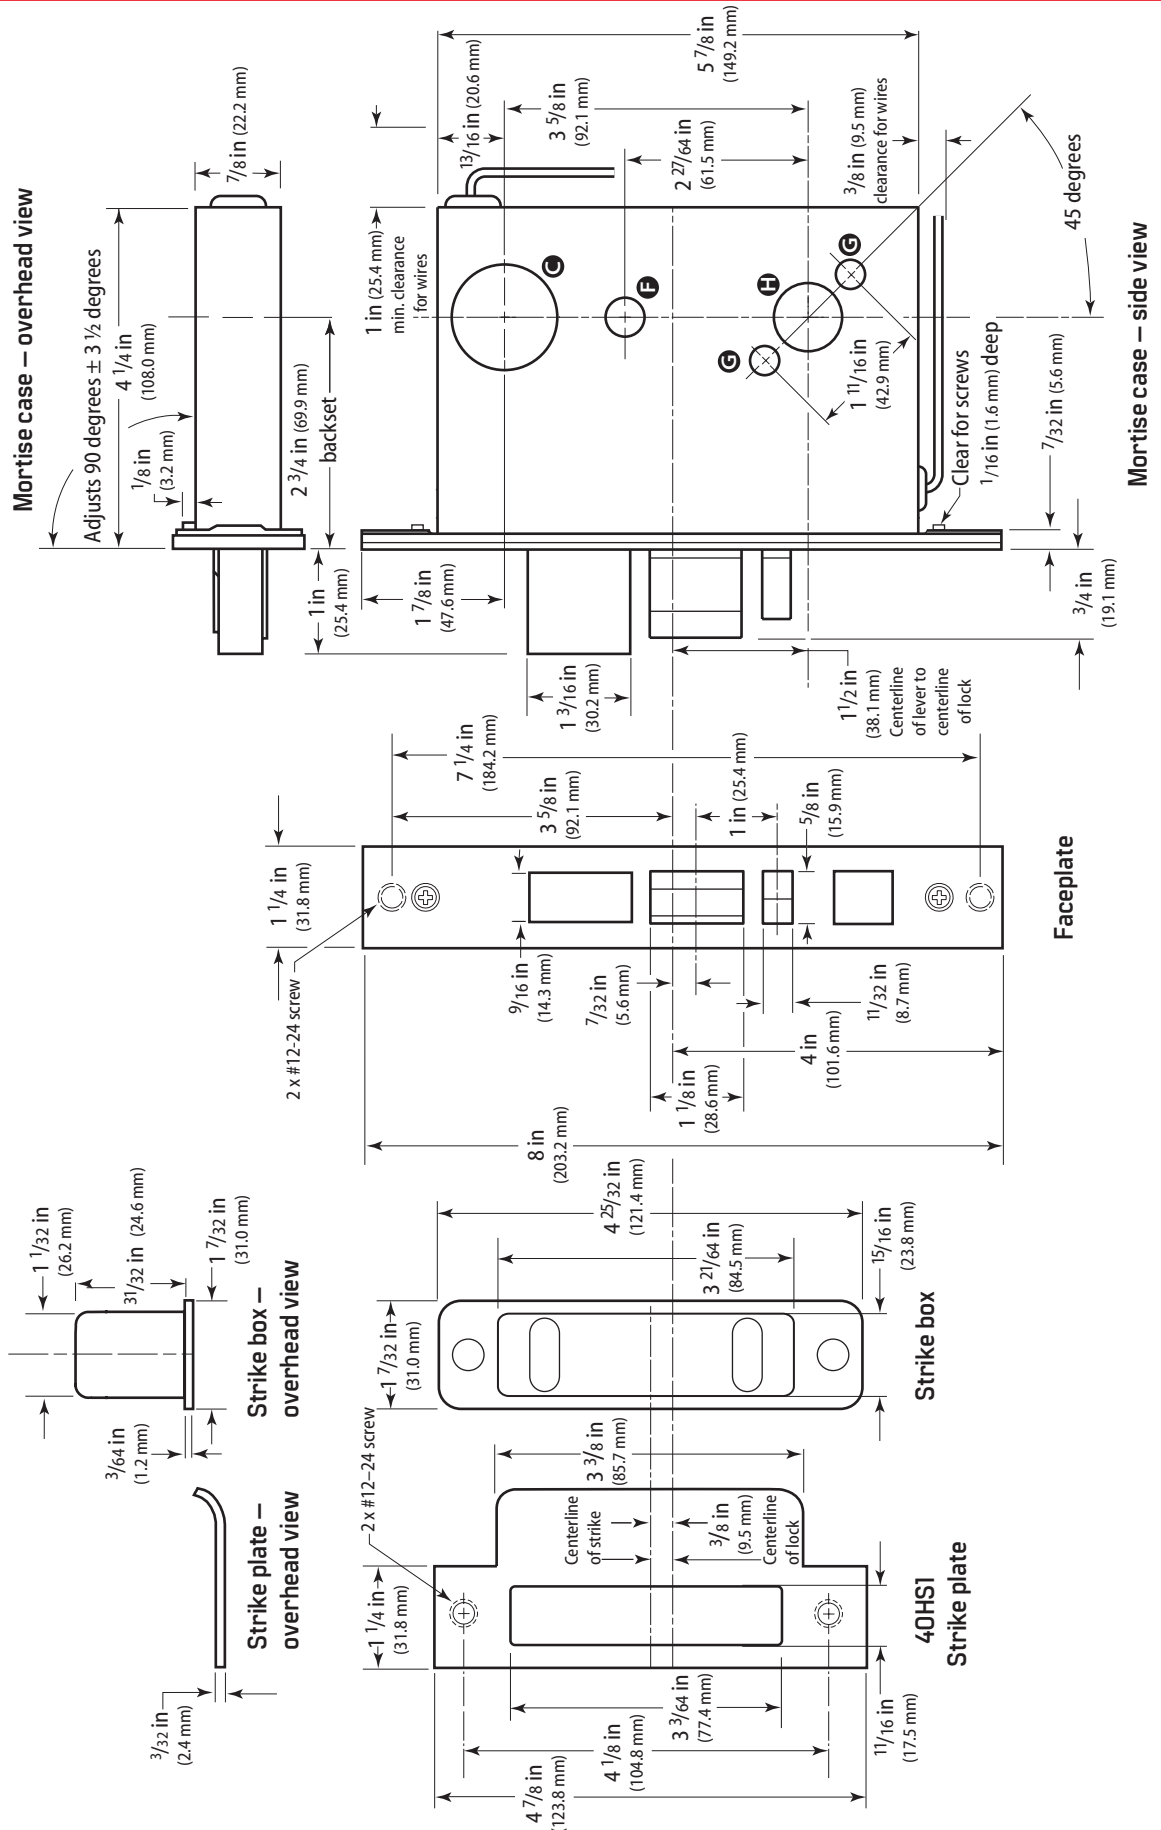 Mortise case – overhead view
Adjusts 90 degrees ± 3 ½ degrees
4 1/4 in
(108.0 mm)
7/8 in (22.2 mm)
1/8 in
(3.2 mm)
2 3/4 in (69.9 mm)
backset
1 in
(25.4 mm)
Mortise case – side view
5 7/8 in
(149.2 mm)
13/16 in (20.6 mm)
3 5/8 in
(92.1 mm)
2 27/64 in
(61.5 mm)
3/8 in (9.5 mm)
clearance for wires
45 degrees
1 in (25.4 mm)
min. clearance
for wires
C
F
H
G
G
1 11/16 in
(42.9 mm)
Clear for screws
1/16 in (1.6 mm) deep
7/32 in (5.6 mm)
3/4 in
(19.1 mm)
1 7/8 in
(47.6 mm)
1 3/16 in
(30.2 mm)
1 1/2 in
(38.1 mm)
Centerline
of lever to
centerline
of lock
Faceplate
7 1/4 in
(184.2 mm)
3 5/8 in
(92.1 mm)
1 in (25.4 mm)
5/8 in
(15.9 mm)
1 1/4 in
(31.8 mm)
2 x #12-24 screw
9/16 in
(14.3 mm)
7/32 in
(5.6 mm)
11/32 in
(8.7 mm)
4 in
(101.6 mm)
1 1/8 in
(28.6 mm)
8 in
(203.2 mm)
Strike box –
overhead view
1 1/32 in
(26.2 mm)
31/32 in (24.6 mm)
1 7/32 in
(31.0 mm)
3/64 in
(1.2 mm)
Strike box
4 25/32 in
(121.4 mm)
3 21/64 in
(84.5 mm)
15/16 in
(23.8 mm)
1 7/32 in
(31.0 mm)
Strike plate –
overhead view
3/32 in
(2.4 mm)
40HS1
Strike plate
2 x #12–24 screw
3 3/8 in
(85.7 mm)
Centerline
of strike
3/8 in
(9.5 mm)
Centerline
of lock
1 1/4 in
(31.8 mm)
3 3/64 in
(77.4 mm)
11/16 in
(17.5 mm)
4 1/8 in
(104.8 mm)
4 7/8 in
(123.8 mm)